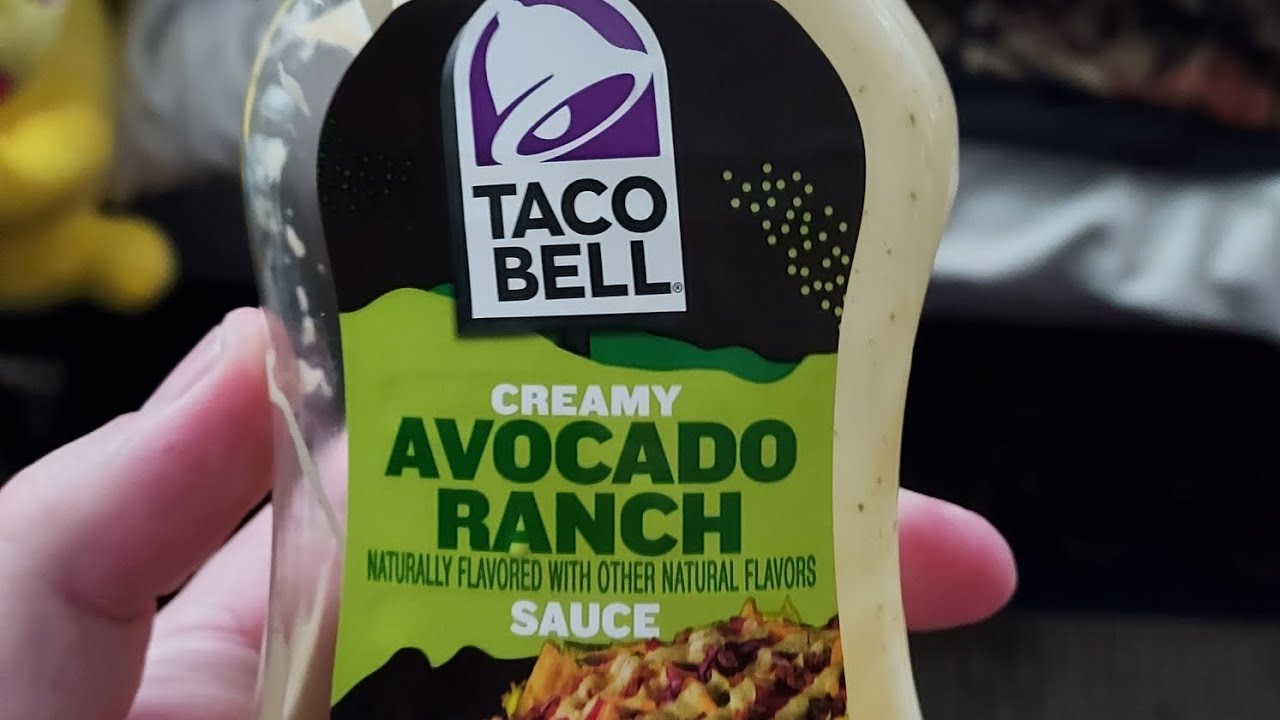 TACO
BELL®
CREAMY
AVOCADO
RANCH
NATURALLY FLAVORED WITH OTHER NATURAL FLAVORS
SAUCE